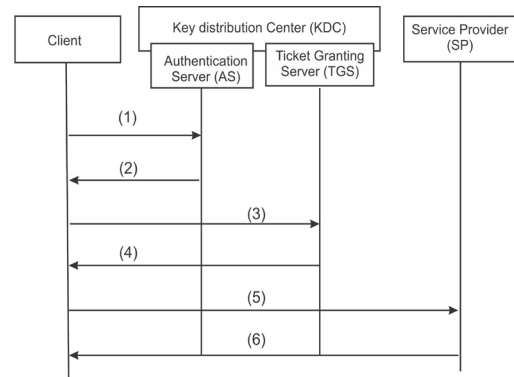 Key distribution Center (KDC)
Client
Authentication
Server (AS)
Ticket Granting
Server (TGS)
Service Provider
(SP)
(1)
(2)
(3)
(4)
(5)
(6)